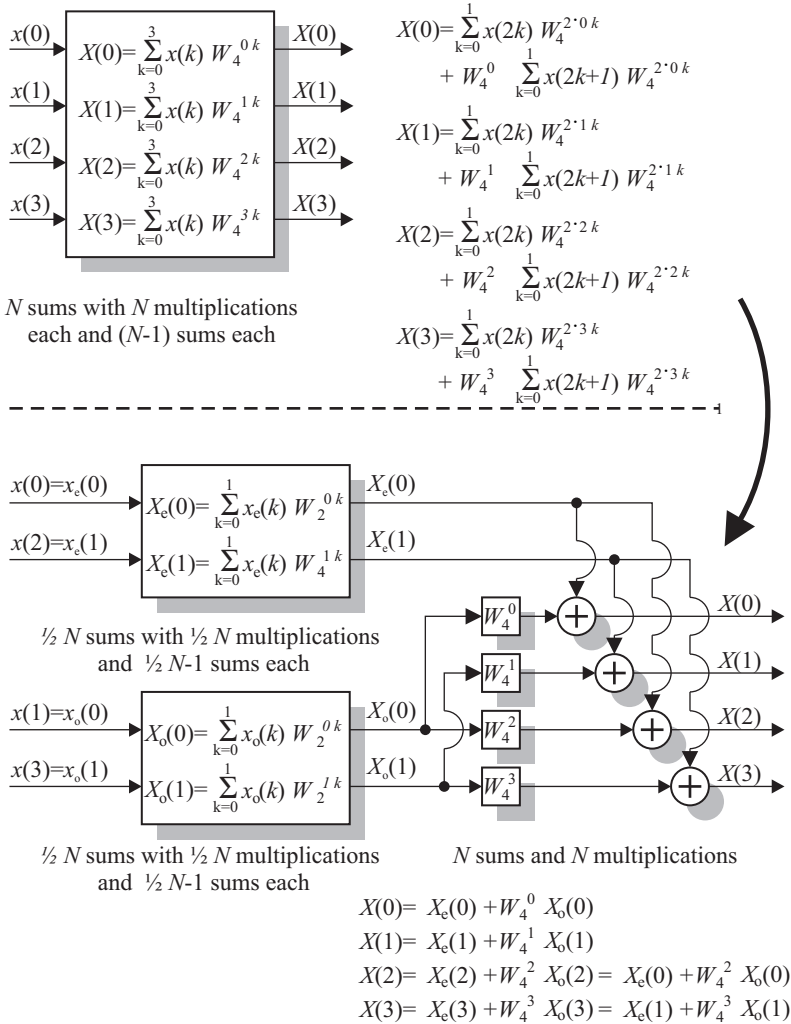 x(0)
x(1)
x(2)
x(3)
X(0)= Σ_{k=0}^{3} x(k) W_4^{0 k}
X(1)= Σ_{k=0}^{3} x(k) W_4^{1 k}
X(2)= Σ_{k=0}^{3} x(k) W_4^{2 k}
X(3)= Σ_{k=0}^{3} x(k) W_4^{3 k}
X(0)
X(1)
X(2)
X(3)
N sums with N multiplications
each and (N-1) sums each
X(0)= Σ_{k=0}^{1} x(2k) W_4^{2·0 k}
+ W_4^0 Σ_{k=0}^{1} x(2k+1) W_4^{2·0 k}
X(1)= Σ_{k=0}^{1} x(2k) W_4^{2·1 k}
+ W_4^1 Σ_{k=0}^{1} x(2k+1) W_4^{2·1 k}
X(2)= Σ_{k=0}^{1} x(2k) W_4^{2·2 k}
+ W_4^2 Σ_{k=0}^{1} x(2k+1) W_4^{2·2 k}
X(3)= Σ_{k=0}^{1} x(2k) W_4^{2·3 k}
+ W_4^3 Σ_{k=0}^{1} x(2k+1) W_4^{2·3 k}
x(0)=x_e(0)
x(2)=x_e(1)
X_e(0)= Σ_{k=0}^{1} x_e(k) W_2^{0 k}
X_e(1)= Σ_{k=0}^{1} x_e(k) W_4^{1 k}
X_e(0)
X_e(1)
½ N sums with ½ N multiplications
and ½ N-1 sums each
x(1)=x_o(0)
x(3)=x_o(1)
X_o(0)= Σ_{k=0}^{1} x_o(k) W_2^{0k}
X_o(1)= Σ_{k=0}^{1} x_o(k) W_2^{1k}
X_o(0)
X_o(1)
½ N sums with ½ N multiplications
and ½ N-1 sums each
W_4^0
W_4^1
W_4^2
W_4^3
+
+
+
+
X(0)
X(1)
X(2)
X(3)
N sums and N multiplications
X(0)= X_e(0) +W_4^0 X_o(0)
X(1)= X_e(1) +W_4^1 X_o(1)
X(2)= X_e(2) +W_4^2 X_o(2) = X_e(0) +W_4^2 X_o(0)
X(3)= X_e(3) +W_4^3 X_o(3) = X_e(1) +W_4^3 X_o(1)